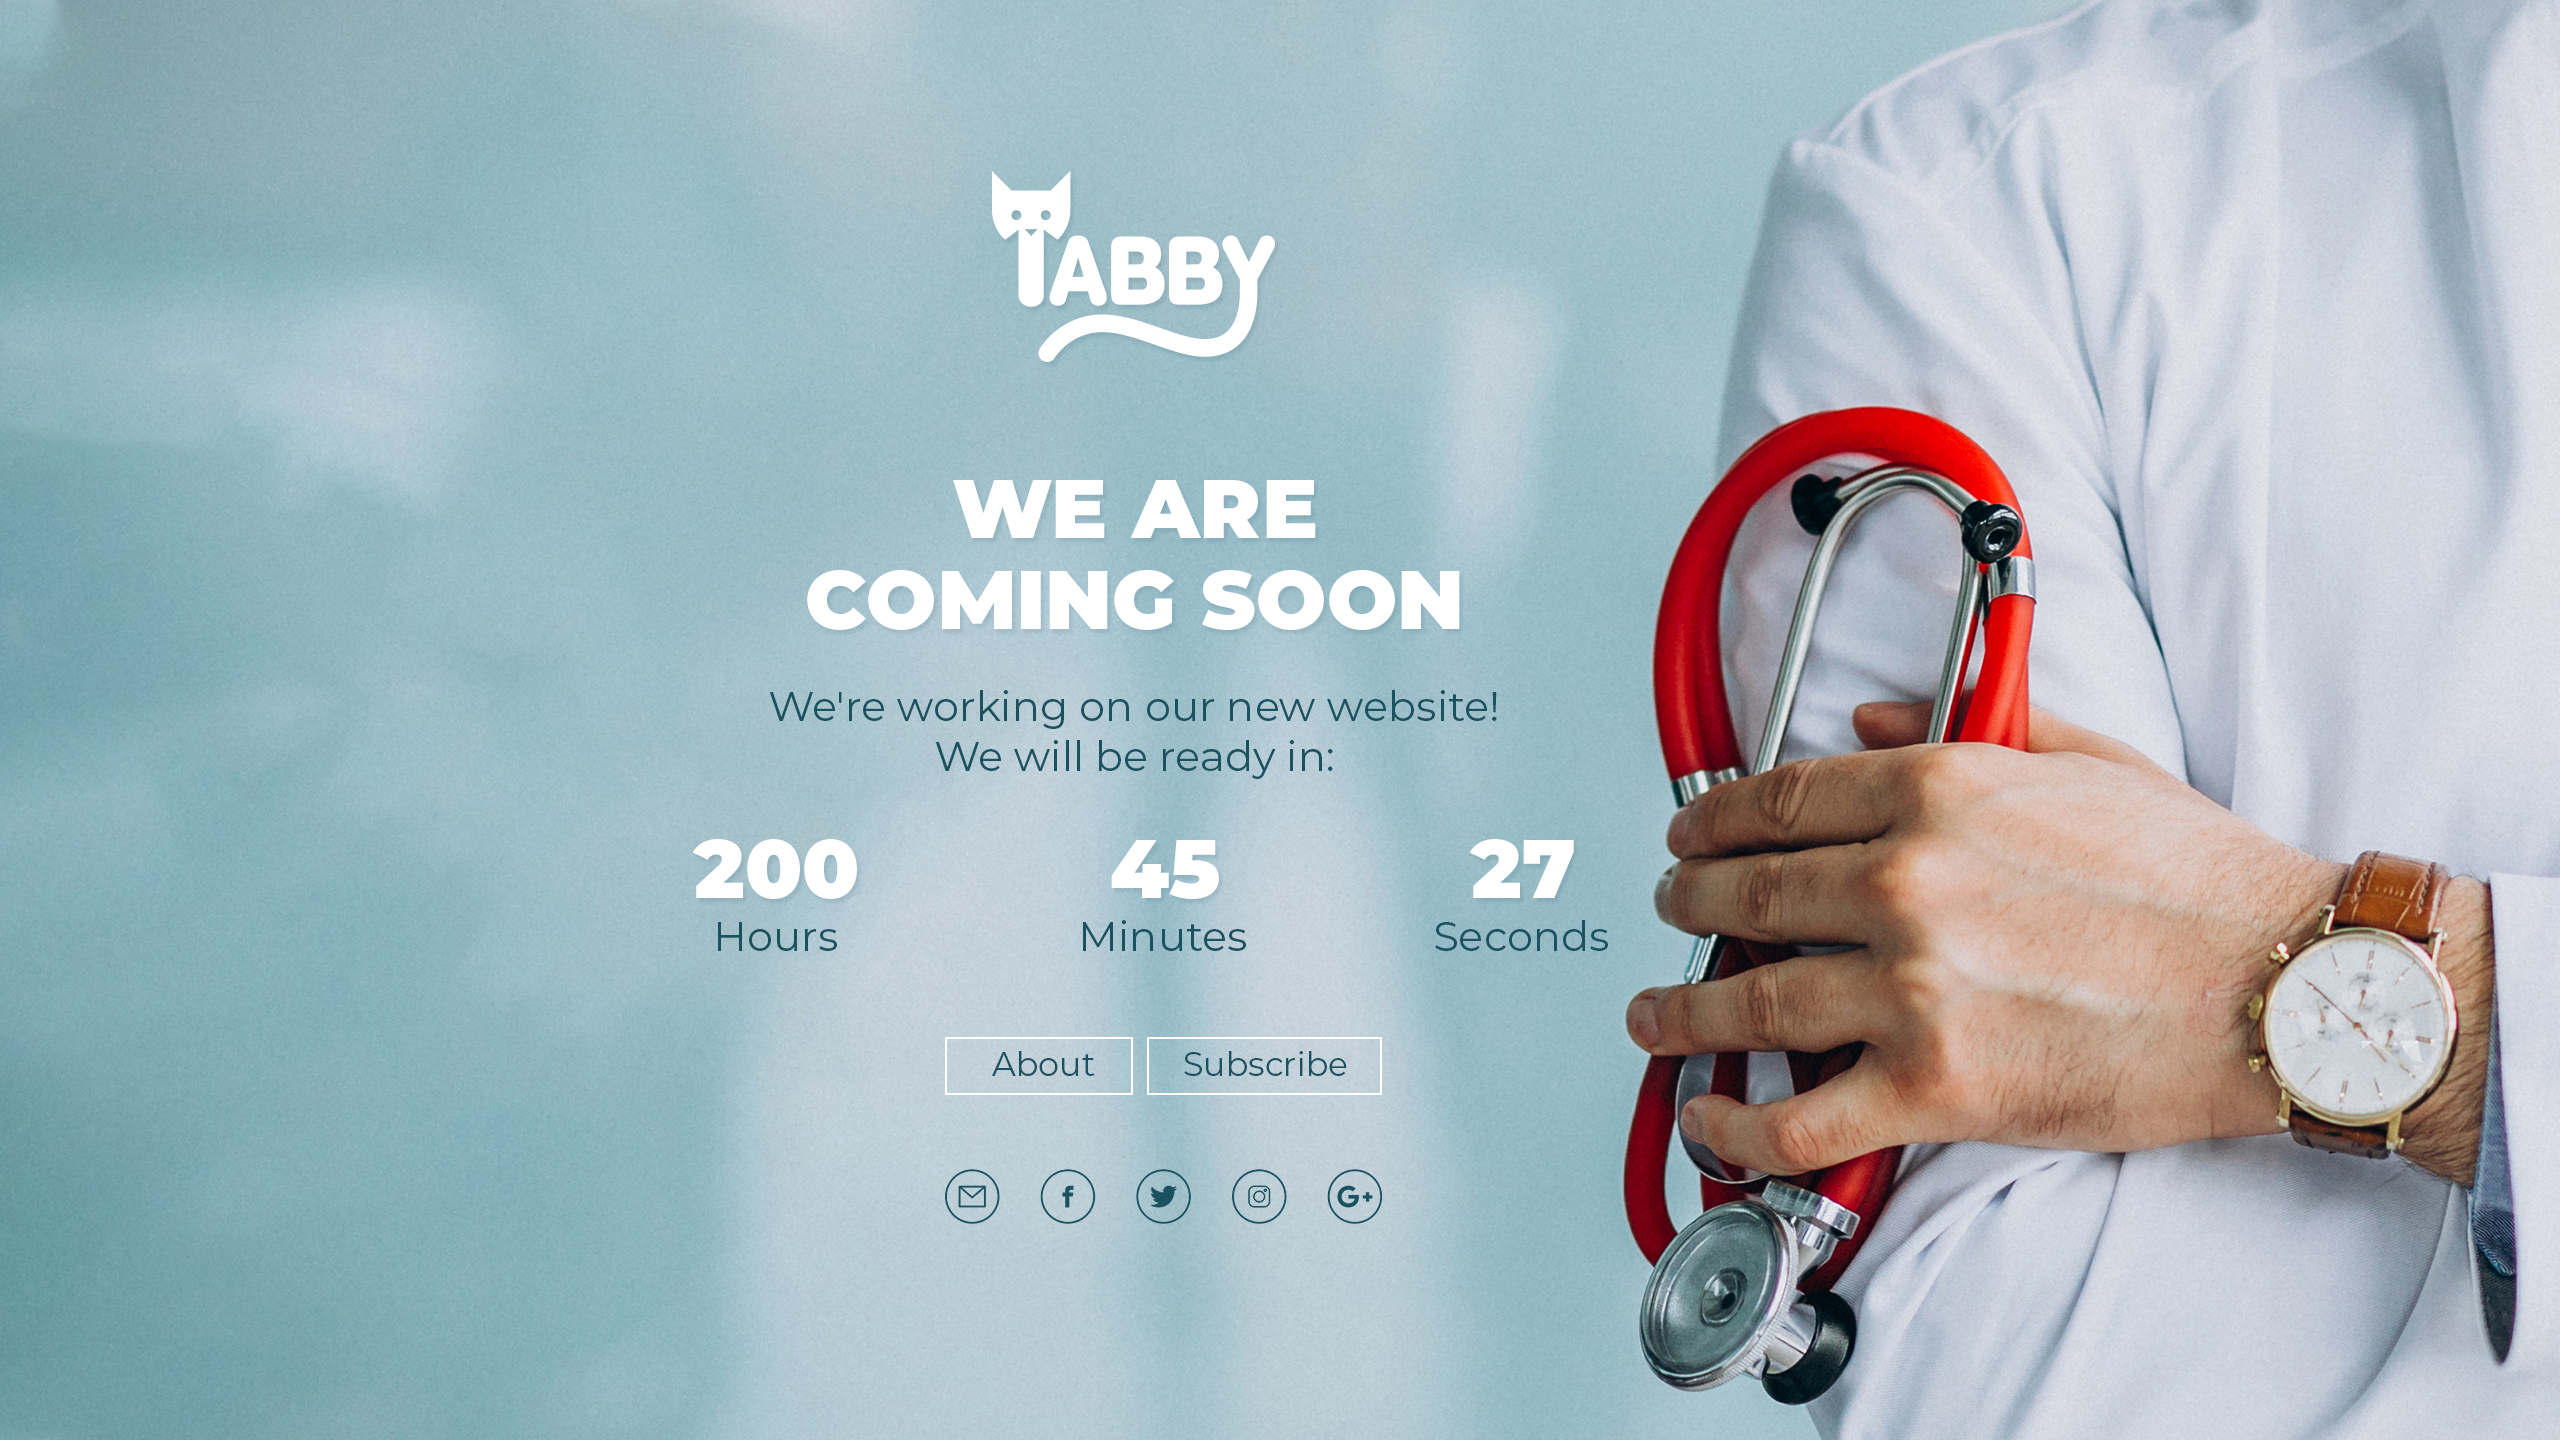 TABBY
WE ARE
COMING SOON
We're working on our new website!
We will be ready in:
200 45 27
Hours Minutes Seconds
About Subscribe
f G+